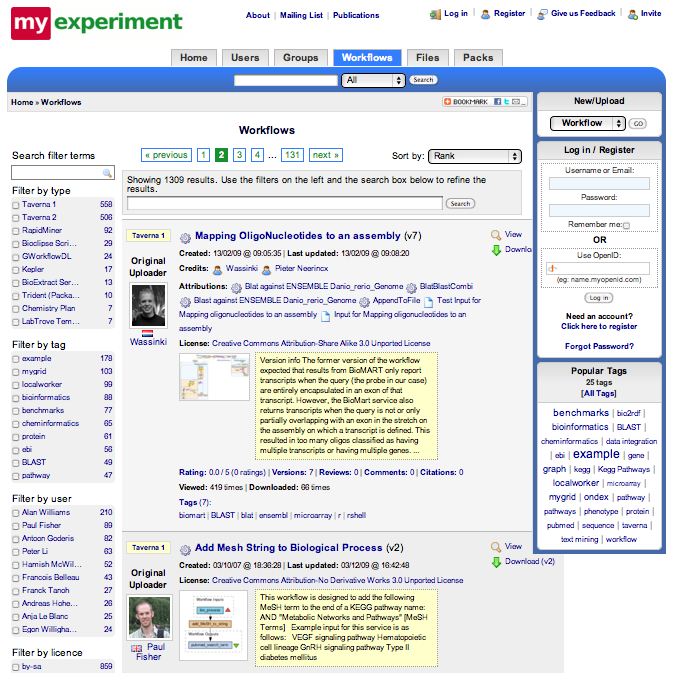 my experiment
About | Mailing List | Publications
Log in | Register | Give us Feedback | Invite
Home Users Groups Workflows Files Packs
All Search
Home » Workflows
BOOKMARK
Workflows
Search filter terms
« previous 1 2 3 4 ... 131 next »
Sort by: Rank
Showing 1309 results. Use the filters on the left and the search box below to refine the
results.
Search
Filter by type
Taverna 1 558
Taverna 2 506
RapidMiner 92
Bioclipse Scri... 29
GWorkflowDL 24
Kepler 17
BioExtract Ser... 13
Trident (Packa... 10
Chemistry Plan 7
LabTrove Tem... 7
Filter by tag
example 178
mygrid 103
localworker 99
bioinformatics 88
benchmarks 77
cheminformatics 65
protein 61
ebi 56
BLAST 49
pathway 47
Filter by user
Alan Williams 210
Paul Fisher 89
Antoon Goderis 82
Peter Li 63
Hamish McWil... 52
Francois Belleau 43
Franck Tanoh 27
Andreas Hohe... 26
Anja Le Blanc 25
Egon Willigha... 24
Filter by licence
by-sa 859
Taverna 1
Original
Uploader
Wassinki
Mapping OligoNucleotides to an assembly (v7)
View
Downloa
Created: 13/02/09 @ 09:05:35 | Last updated: 13/02/09 @ 09:08:20
Credits: Wassinki Pieter Neerincx
Attributions: Blat against ENSEMBLE Danio_rerio_Genome BlatBlastCombi
Blast against ENSEMBLE Danio_rerio_Genome AppendToFile Test Input for
Mapping oligonucleotides to an assembly Input for Mapping oligonucleotides to an
assembly
License: Creative Commons Attribution-Share Alike 3.0 Unported License
Version info The former version of the workflow
expected that results from BioMART only report
transcripts when the query (the probe in our case)
are entirely encapsulated in an exon of that
transcript. However, the BioMart service also
returns transcripts when the query is not or only
partially overlapping with an exon in the stretch on
the assembly on which a transcript is defined. This
resulted in too many oligos classified as having
multiple transcripts or having multiple genes. ...
Rating: 0.0 / 5 (0 ratings) | Versions: 7 | Reviews: 0 | Comments: 0 | Citations: 0
Viewed: 419 times | Downloaded: 66 times
Tags (7):
biomart | BLAST | blat | ensembl | microarray | r | rshell
Taverna 1
Original
Uploader
Paul
Fisher
Add Mesh String to Biological Process (v2)
View
Download (v2)
Created: 03/10/07 @ 18:36:28 | Last updated: 03/12/09 @ 16:42:48
License: Creative Commons Attribution-No Derivative Works 3.0 Unported License
Workflow Inputs
Workflow Outputs
This workflow is designed to add the following
MeSH term to the end of a KEGG pathway name:
AND "Metabolic Networks and Pathways" [MeSH
Terms] Example input for this service is as
follows: VEGF signaling pathway Hematopoietic
cell lineage GnRH signaling pathway Type II
diabetes mellitus
New/Upload
Workflow GO
Log in / Register
Username or Email:
Password:
Remember me:
OR
Use OpenID:
(eg: name.myopenid.com)
Log in
Need an account?
Click here to register
Forgot Password?
Popular Tags
25 tags
[All Tags]
benchmarks | bio2rdf |
bioinformatics | BLAST |
cheminformatics | data integration
| ebi | example | gene |
graph | kegg | Kegg Pathways |
localworker | microarray |
mygrid | ondex | pathway |
pathways | phenotype | protein |
pubmed | sequence | taverna |
text mining | workflow